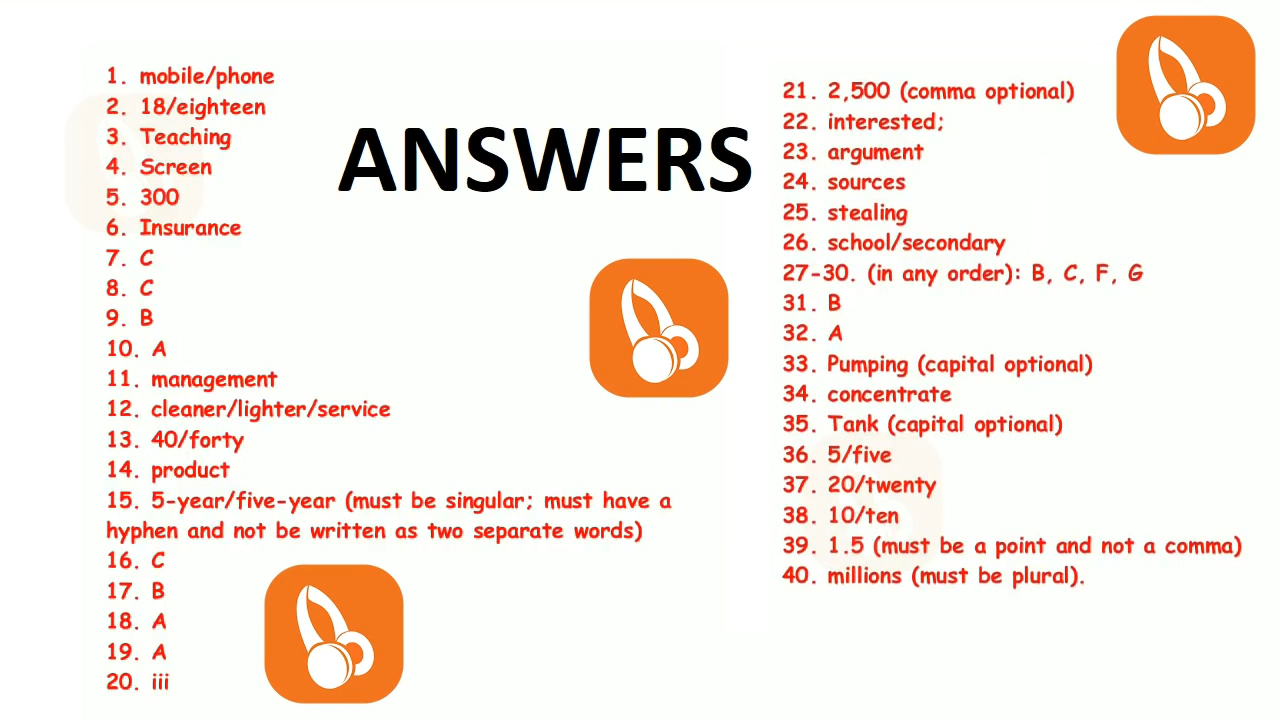 ANSWERS
1. mobile/phone
2. 18/eighteen
3. Teaching
4. Screen
5. 300
6. Insurance
7. C
8. C
9. B
10. A
11. management
12. cleaner/lighter/service
13. 40/forty
14. product
15. 5-year/five-year (must be singular; must have a
hyphen and not be written as two separate words)
16. C
17. B
18. A
19. A
20. iii
21. 2,500 (comma optional)
22. interested;
23. argument
24. sources
25. stealing
26. school/secondary
27-30. (in any order): B, C, F, G
31. B
32. A
33. Pumping (capital optional)
34. concentrate
35. Tank (capital optional)
36. 5/five
37. 20/twenty
38. 10/ten
39. 1.5 (must be a point and not a comma)
40. millions (must be plural).